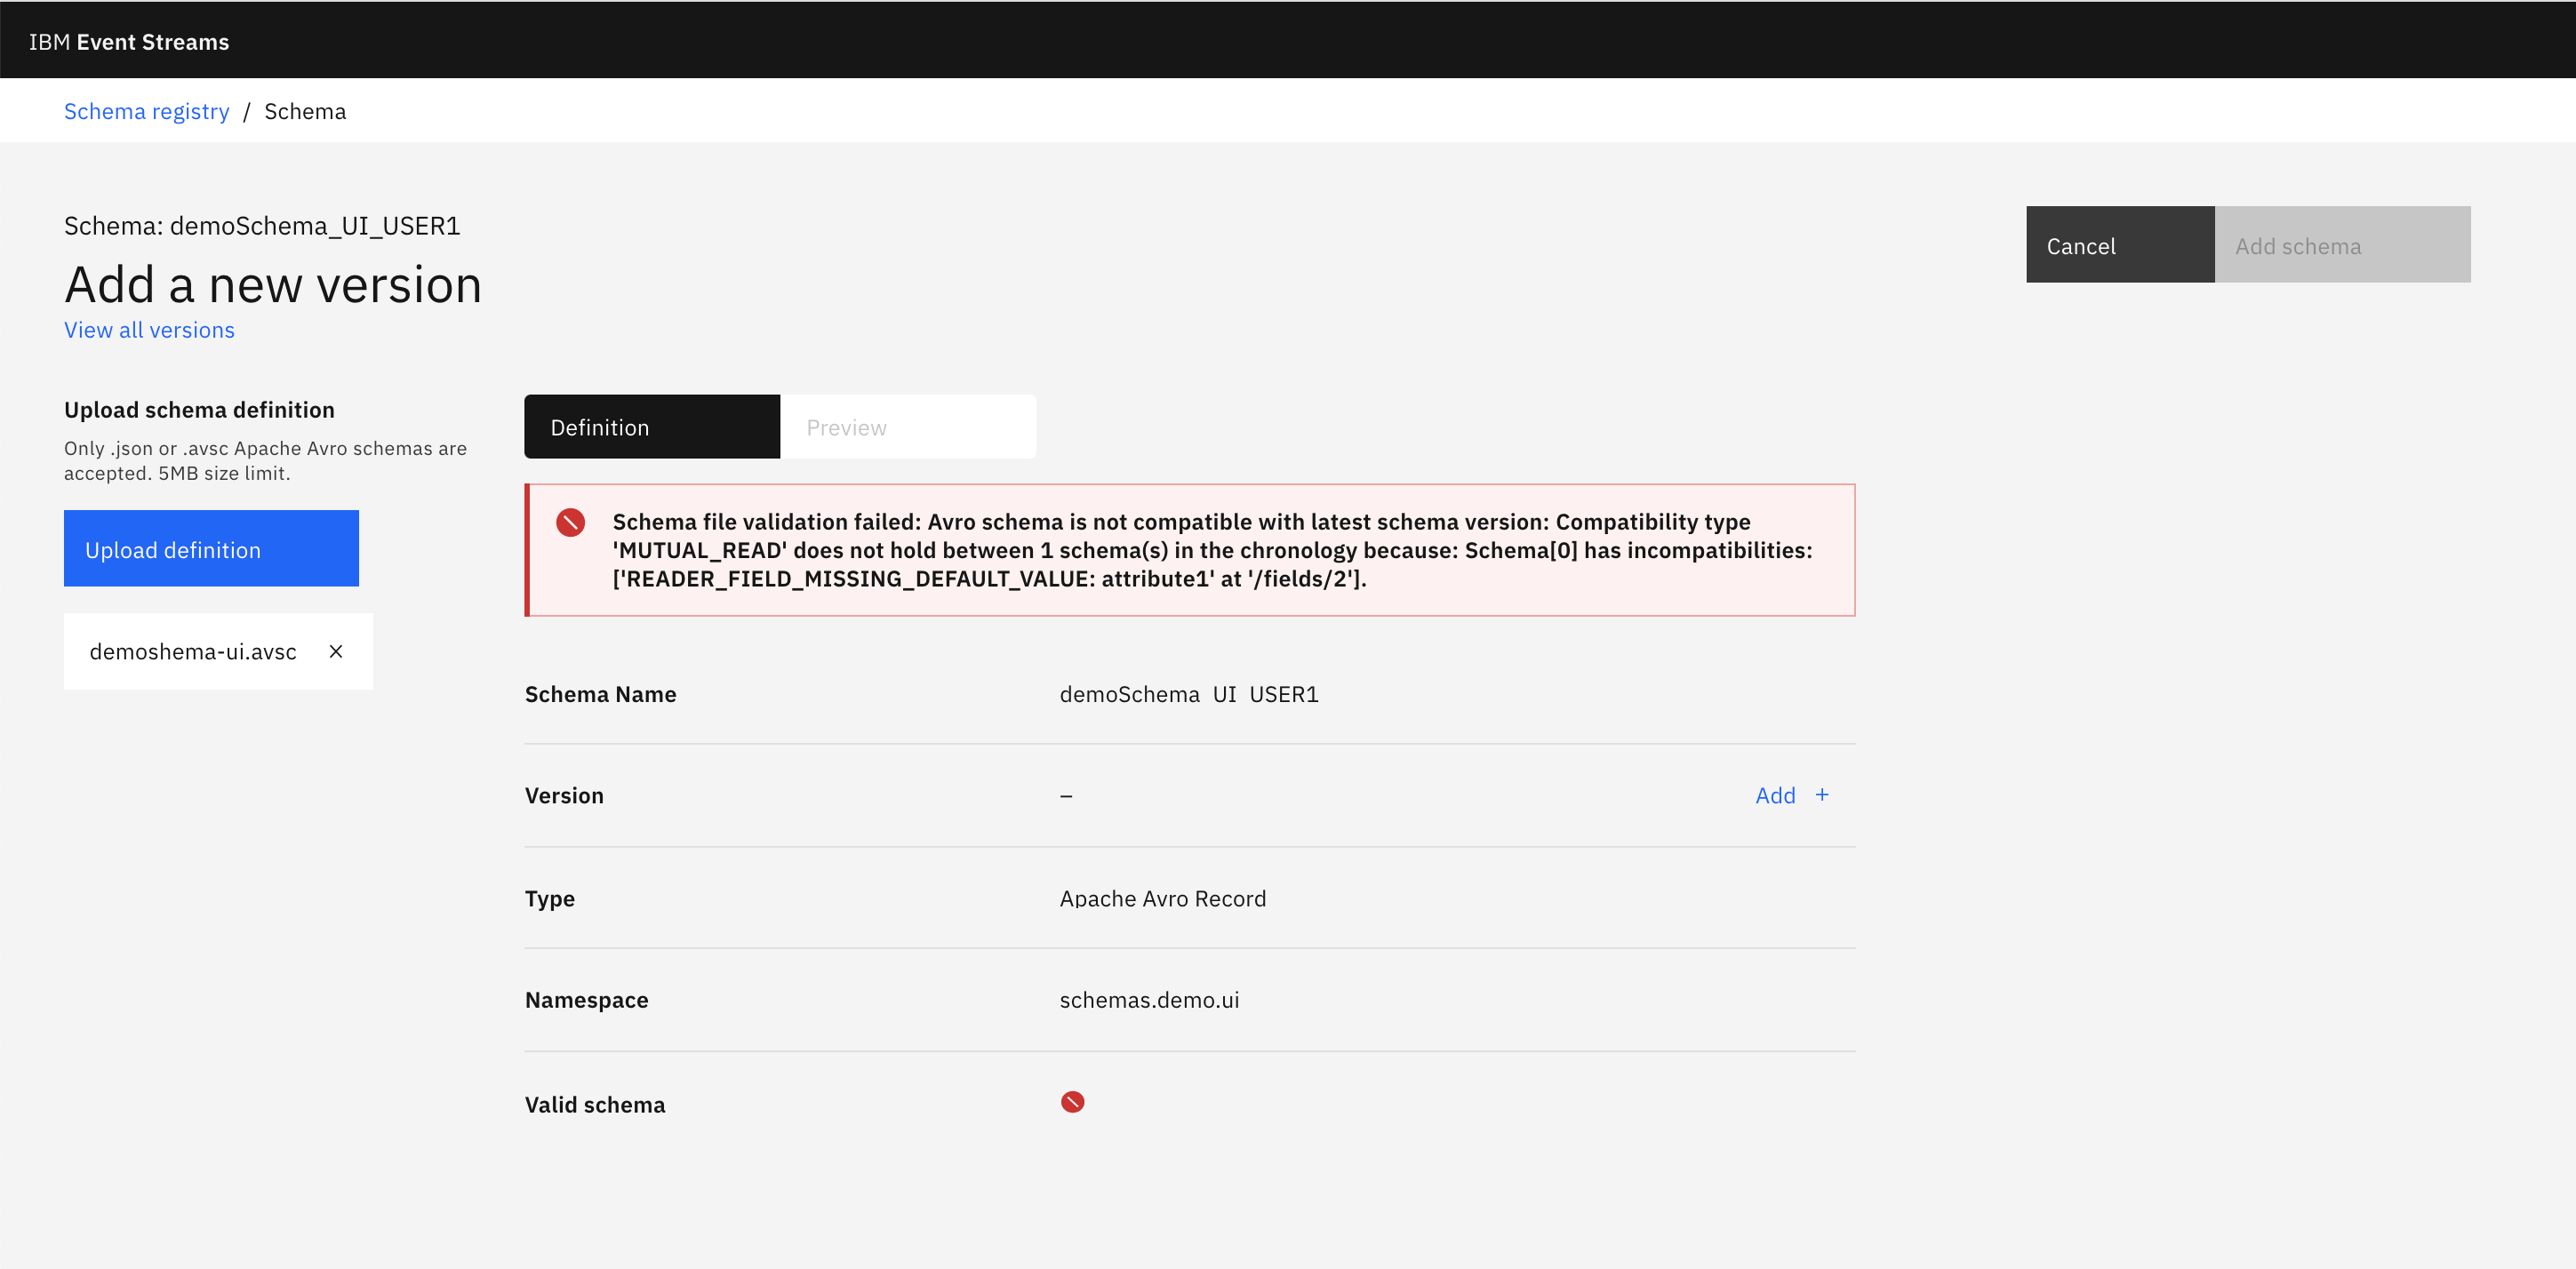 IBM Event Streams
Schema registry / Schema
Schema: demoSchema_UI_USER1
Add a new version
View all versions
Cancel
Add schema
Upload schema definition
Only .json or .avsc Apache Avro schemas are
accepted. 5MB size limit.
Upload definition
demoshema-ui.avsc
Definition
Preview
Schema file validation failed: Avro schema is not compatible with latest schema version: Compatibility type
'MUTUAL_READ' does not hold between 1 schema(s) in the chronology because: Schema[0] has incompatibilities:
['READER_FIELD_MISSING_DEFAULT_VALUE: attribute1' at '/fields/2'].
Schema Name
demoSchema UI USER1
Version
–
Add +
Type
Apache Avro Record
Namespace
schemas.demo.ui
Valid schema